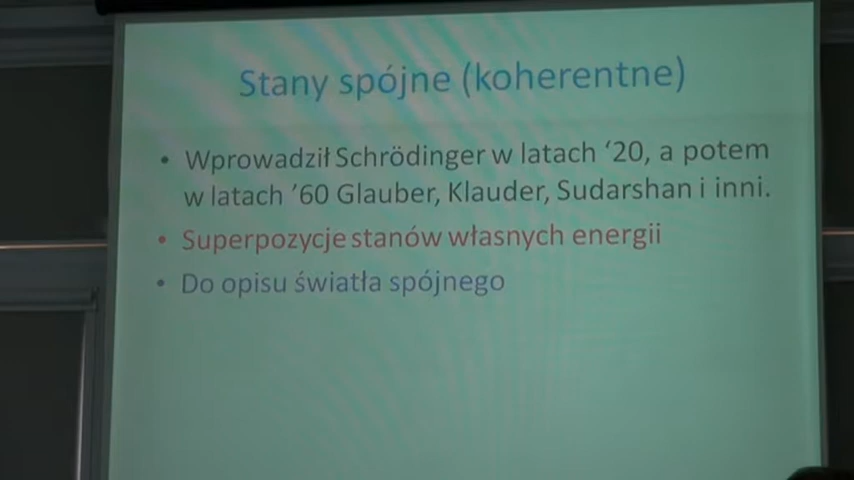 Stany spójne (koherentne)
• Wprowadził Schrödinger w latach ‘20, a potem
w latach ’60 Glauber, Klauder, Sudarshan i inni.
• Superpozycje stanów własnych energii
• Do opisu światła spójnego